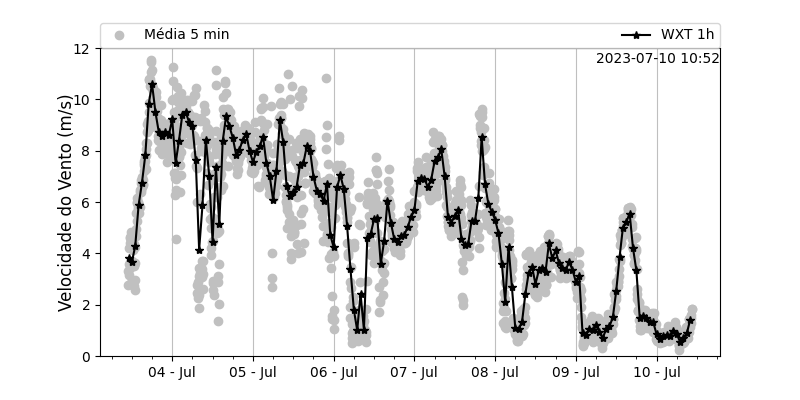 Média 5 min
WXT 1h
2023-07-10 10:52
Velocidade do Vento (m/s)
12
10
8
6
4
2
0
04 - Jul
05 - Jul
06 - Jul
07 - Jul
08 - Jul
09 - Jul
10 - Jul